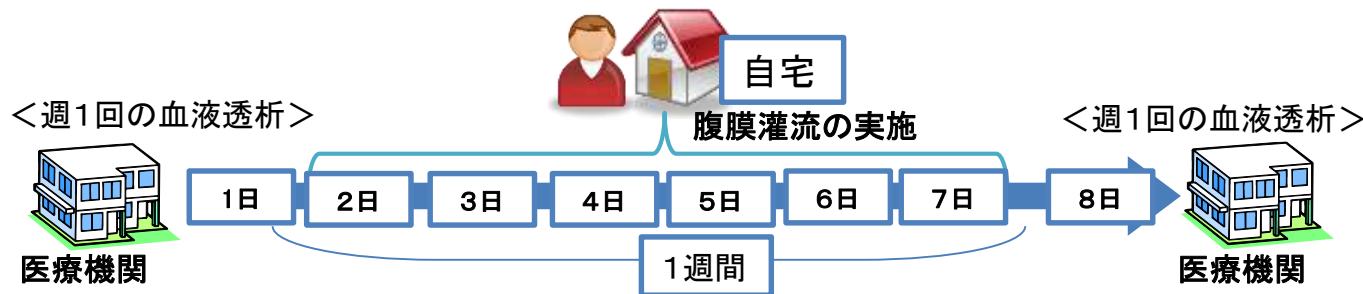 自宅
腹膜灌流の実施
＜週１回の血液透析＞
＜週１回の血液透析＞
1日
2日
3日
4日
5日
6日
7日
8日
1週間
医療機関
医療機関